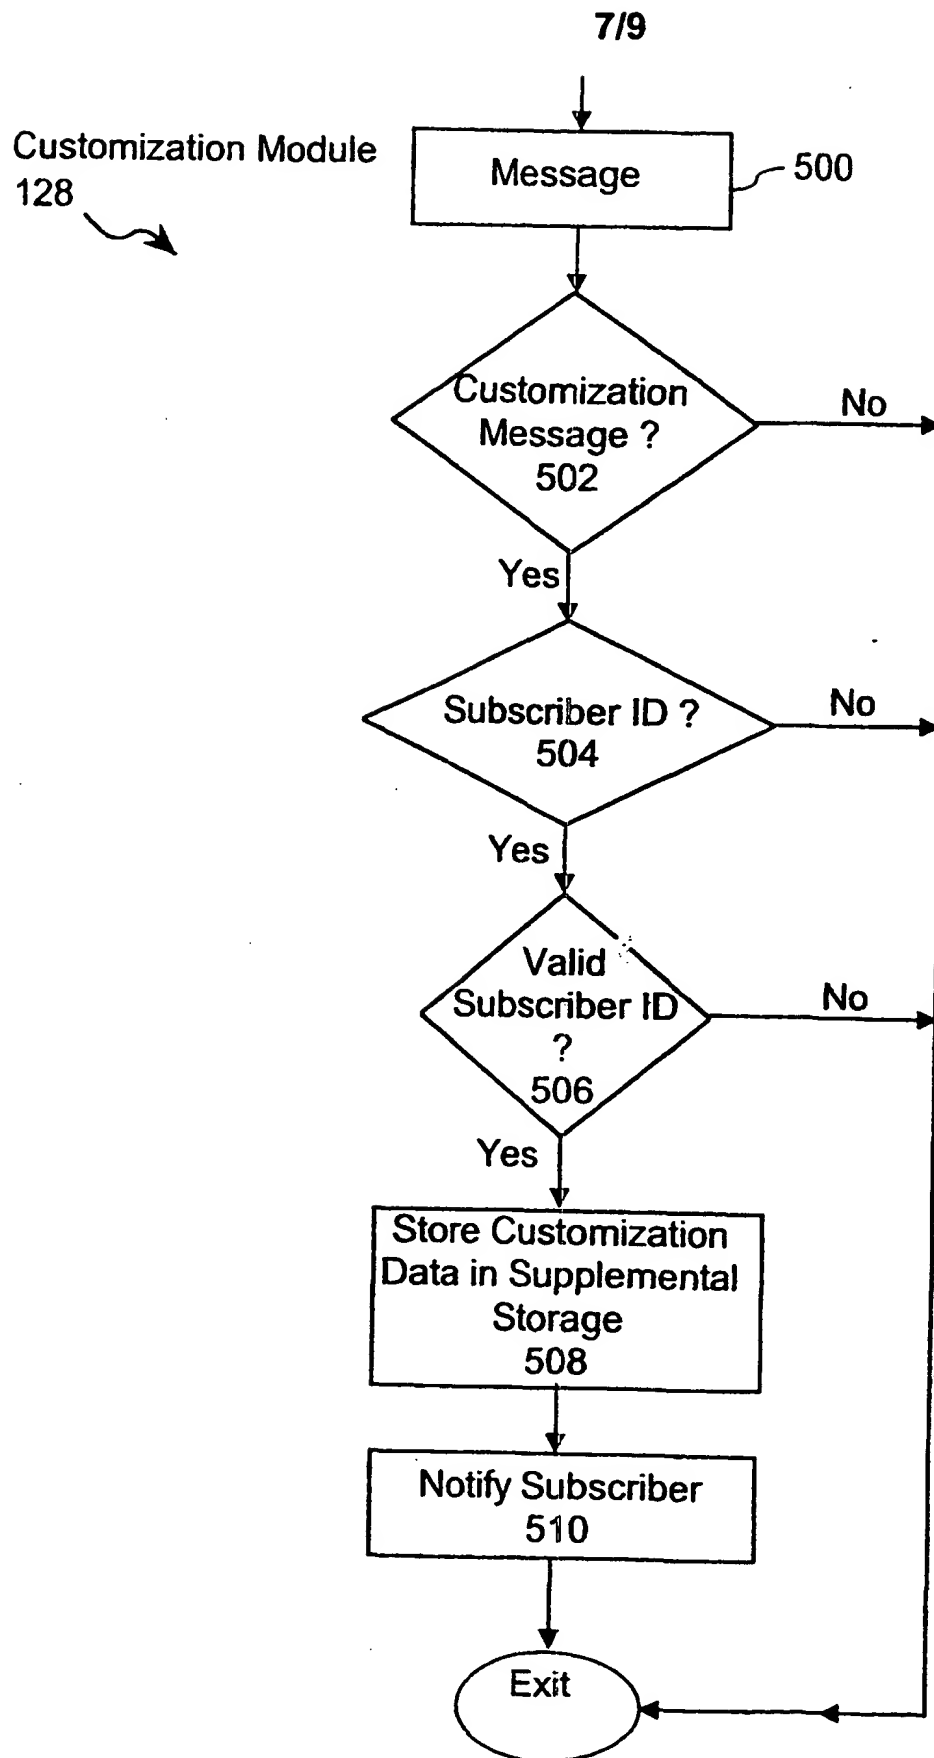 7/9
Customization Module
128
Message
500
Customization
Message ?
502
No
Yes
Subscriber ID ?
504
No
Yes
Valid
Subscriber ID
?
506
No
Yes
Store Customization
Data in Supplemental
Storage
508
Notify Subscriber
510
Exit